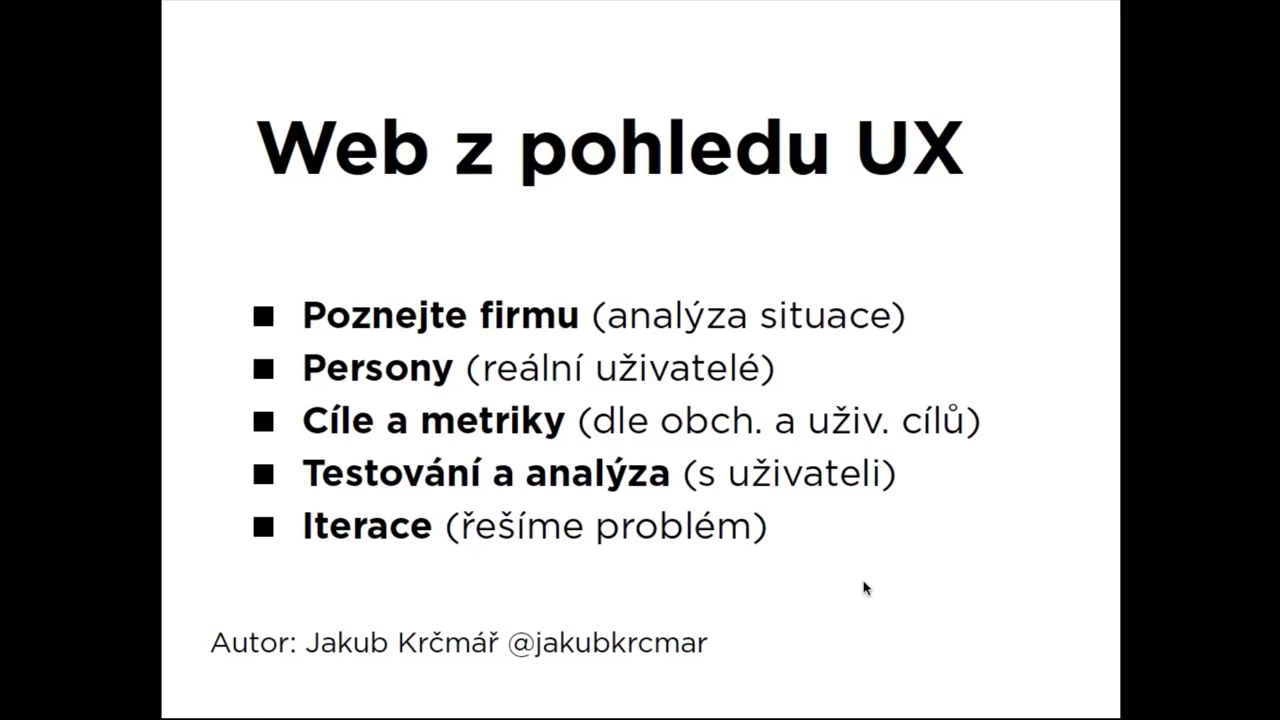 Web z pohledu UX
Poznejte firmu (analýza situace)
Persony (reální uživatelé)
Cíle a metriky (dle obch. a uživ. cílů)
Testování a analýza (s uživateli)
Iterace (řešíme problém)
Autor: Jakub Krčmář @jakubkrcmar